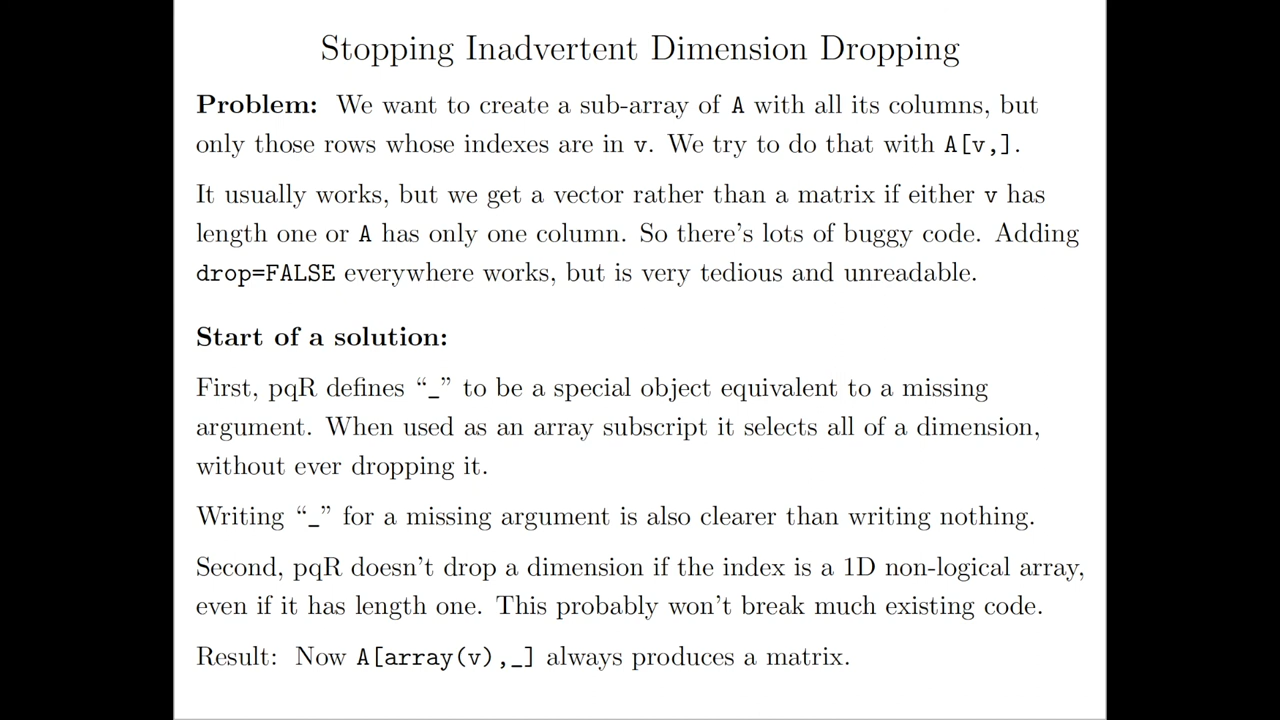 Stopping Inadvertent Dimension Dropping
Problem: We want to create a sub-array of A with all its columns, but
only those rows whose indexes are in v. We try to do that with A[v,].
It usually works, but we get a vector rather than a matrix if either v has
length one or A has only one column. So there's lots of buggy code. Adding
drop=FALSE everywhere works, but is very tedious and unreadable.
Start of a solution:
First, pqR defines “_” to be a special object equivalent to a missing
argument. When used as an array subscript it selects all of a dimension,
without ever dropping it.
Writing “_” for a missing argument is also clearer than writing nothing.
Second, pqR doesn't drop a dimension if the index is a 1D non-logical array,
even if it has length one. This probably won't break much existing code.
Result: Now A[array(v),_] always produces a matrix.